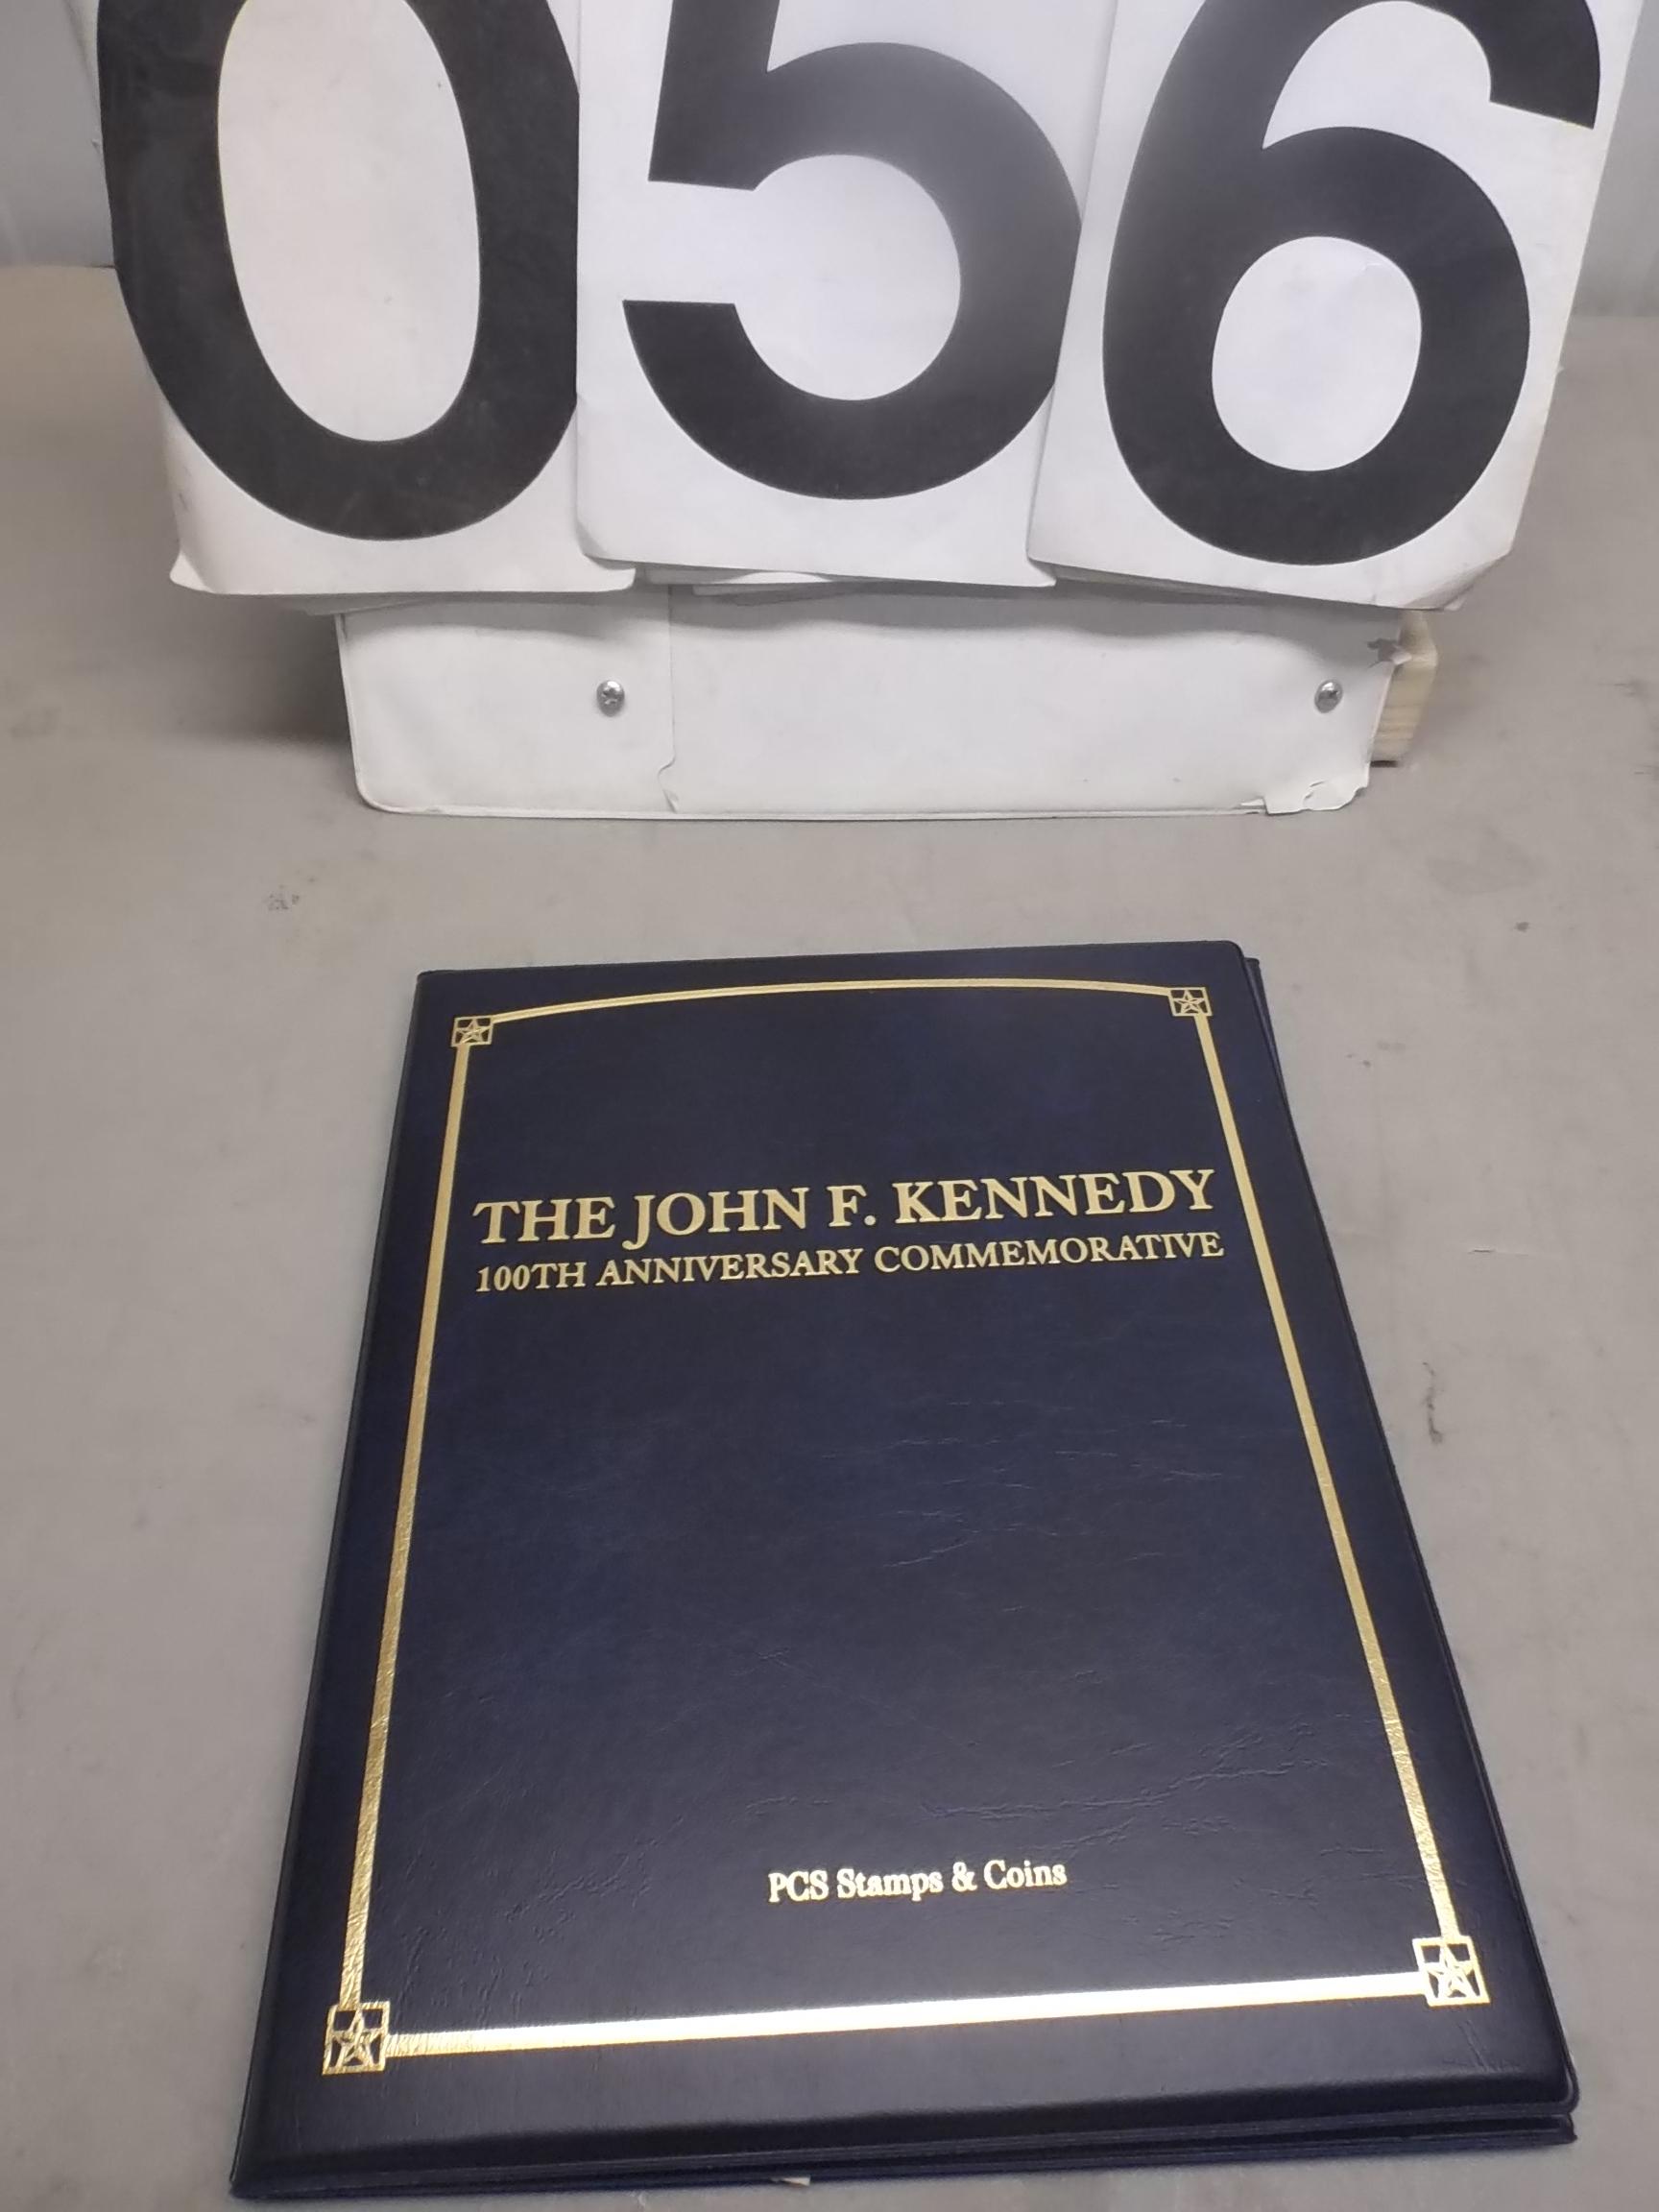 056
THE JOHN F. KENNEDY
100TH ANNIVERSARY COMMEMORATIVE
PCS Stamps & Coins